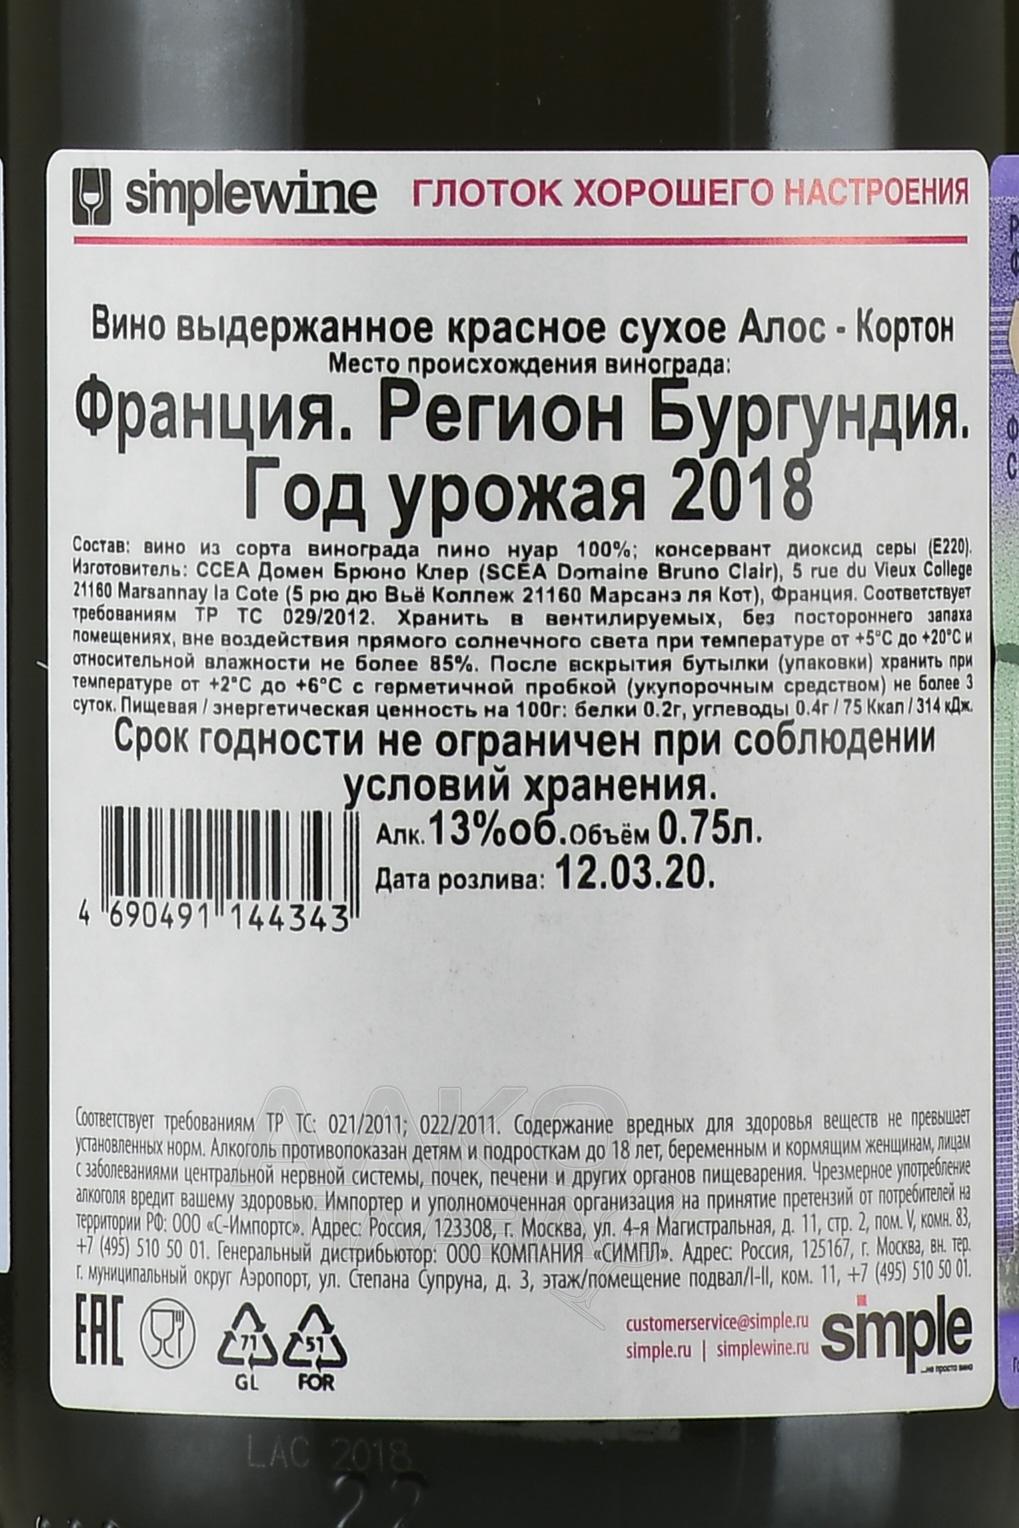 simplewine ГЛОТОК ХОРОШЕГО НАСТРОЕНИЯ
Вино выдержанное красное сухое Алос - Кортон
Место происхождения винограда:
Франция. Регион Бургундия.
Год урожая 2018
Состав: вино из сорта винограда пино нуар 100%; консервант диоксид серы (E220).
Изготовитель: ССЕА Домен Брюно Клер (SCEA Domaine Bruno Clair), 5 rue du Vieux College
21160 Marsannay la Cote (5 рю дю Вьё Коллеж 21160 Марсанэ ля Кот), Франция. Соответствует
требованиям ТР ТС 029/2012. Хранить в вентилируемых, без постороннего запаха
помещениях, вне воздействия прямого солнечного света при температуре от +5°С до +20°С и
относительной влажности не более 85%. После вскрытия бутылки (упаковки) хранить при
температуре от +2°С до +6°С с герметичной пробкой (укупорочным средством) не более 3
суток. Пищевая / энергетическая ценность на 100г: белки 0.2г, углеводы 0.4г / 75 Ккал / 314 кДж.
Срок годности не ограничен при соблюдении
условий хранения.
Алк.13%об.Объём 0.75л.
Дата розлива: 12.03.20.
4 690491 144343
Соответствует требованиям ТР ТС: 021/2011; 022/2011. Содержание вредных для здоровья веществ не превышает
установленных норм. Алкоголь противопоказан детям и подросткам до 18 лет, беременным и кормящим женщинам, лицам
с заболеваниями центральной нервной системы, почек, печени и других органов пищеварения. Чрезмерное употребление
алкоголя вредит вашему здоровью. Импортер и уполномоченная организация на принятие претензий от потребителей на
территории РФ: ООО «С-Импортс». Адрес: Россия, 123308, г. Москва, ул. 4-я Магистральная, д. 11, стр. 2, пом. V, комн. 83,
+7 (495) 510 50 01. Генеральный дистрибьютор: ООО КОМПАНИЯ «СИМПЛ». Адрес: Россия, 125167, г. Москва, вн. тер.
г. муниципальный округ Аэропорт, ул. Степана Супруна, д. 3, этаж/помещение подвал/I-II, ком. 11, +7 (495) 510 50 01.
EAC 71 GL 51 FOR
customerservice@simple.ru
simple.ru | simplewine.ru
simple
...не просто вино
LAC 2018
22